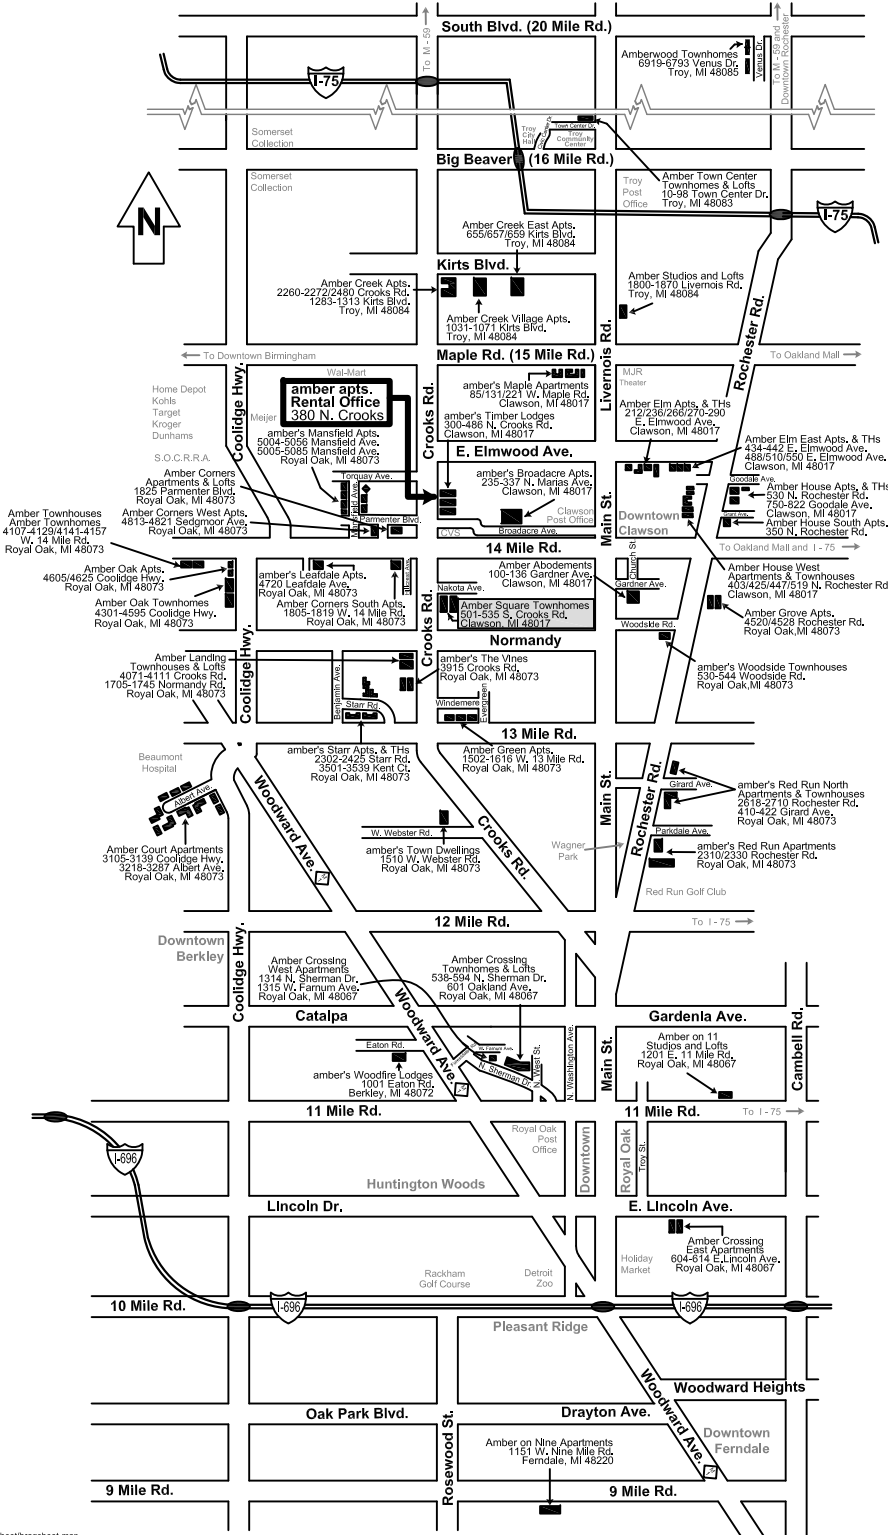 South Blvd. (20 Mile Rd.)
To M - 59
To M - 59 and
Downtown Rochester
Amberwood Townhomes
6919-6793 Venus Dr.
Troy, MI 48085
Venus Dr.
I-75
Somerset
Collection
Troy
City
Hall
Civic Center Dr.
Town Center Dr.
Troy
Community
Center
Big Beaver (16 Mile Rd.)
Somerset
Collection
N
Troy
Post
Office
Amber Town Center
Townhomes & Lofts
10-98 Town Center Dr.
Troy, MI 48083
I-75
Amber Creek East Apts.
655/657/659 Kirts Blvd.
Troy, MI 48084
Kirts Blvd.
Amber Creek Apts.
2260-2272/2480 Crooks Rd.
1283-1313 Kirts Blvd.
Troy, MI 48084
Amber Creek Village Apts.
1031-1071 Kirts Blvd.
Troy, MI 48084
Amber Studios and Lofts
1800-1870 Livernois Rd.
Troy, MI 48084
Livernois Rd.
Rochester Rd.
Maple Rd. (15 Mile Rd.)
To Downtown Birmingham
To Oakland Mall
Coolidge Hwy.
Crooks Rd.
Wal-Mart
MJR
Theater
Home Depot
Kohls
Target
Kroger
Dunhams
S.O.C.R.R.A.
Meijer
amber apts.
Rental Office
380 N. Crooks
amber's Maple Apartments
85/131/221 W. Maple Rd.
Clawson, MI 48017
amber's Timber Lodges
300-486 N. Crooks Rd.
Clawson, MI 48017
Amber Elm Apts. & THs
212/236/266/270-290
E. Elmwood Ave.
Clawson, MI 48017
amber's Mansfield Apts.
5004-5056 Mansfield Ave.
5005-5085 Mansfield Ave.
Royal Oak, MI 48073
E. Elmwood Ave.
Amber Elm East Apts. & THs
434-442 E. Elmwood Ave.
488/510/550 E. Elmwood Ave.
Clawson, MI 48017
Amber Corners
Apartments & Lofts
1825 Parmenter Blvd.
Royal Oak, MI 48073
Torquay Ave.
Mansfield Ave.
Parmenter Blvd.
amber's Broadacre Apts.
235-337 N. Marias Ave.
Clawson, MI 48017
Clawson
Post Office
CVS
Broadacre Ave.
Main St.
Downtown
Clawson
Goodale Ave.
Grant Ave.
Amber House Apts. & THs
530 N. Rochester Rd.
750-822 Goodale Ave.
Clawson, MI 48017
Amber House South Apts.
350 N. Rochester Rd.
Amber Townhouses
Amber Townhomes
4107-4129/4141-4157
W. 14 Mile Rd.
Royal Oak, MI 48073
Amber Corners West Apts.
4813-4821 Sedgmoor Ave.
Royal Oak, MI 48073
14 Mile Rd.
To Oakland Mall and I - 75
Church St.
Amber Oak Apts.
4605/4625 Coolidge Hwy.
Royal Oak, MI 48073
Amber Oak Townhomes
4301-4595 Coolidge Hwy.
Royal Oak, MI 48073
amber's Leafdale Apts.
4720 Leafdale Ave.
Royal Oak, MI 48073
Amber Corners South Apts.
1805-1819 W. 14 Mile Rd.
Royal Oak, MI 48073
Nakota Ave.
Amber Abodements
100-136 Gardner Ave.
Clawson, MI 48017
Gardner Ave.
Amber House West
Apartments & Townhouses
403/425/447/519 N. Rochester Rd.
Clawson, MI 48017
Amber Square Townhomes
501-535 S. Crooks Rd.
Clawson, MI 48017
Amber Grove Apts.
4520/4528 Rochester Rd.
Royal Oak, MI 48073
Woodside Rd.
Crooks Rd.
Coolidge Hwy.
Normandy
Amber Landing
Townhouses & Lofts
4071-4111 Crooks Rd.
1705-1745 Normandy Rd.
Royal Oak, MI 48073
amber's The Vines
3915 Crooks Rd.
Royal Oak, MI 48073
amber's Woodside Townhouses
530-544 Woodside Rd.
Royal Oak,MI 48073
Benjamin Ave.
Starr Rd.
Windemere
Evergreen
13 Mile Rd.
Beaumont
Hospital
amber's Starr Apts. & THs
2302-2425 Starr Rd.
3501-3539 Kent Ct.
Royal Oak, MI 48073
Amber Green Apts.
1502-1616 W. 13 Mile Rd.
Royal Oak, MI 48073
Albert Ave.
Woodward Ave.
Main St.
Rochester Rd.
Girard Ave.
amber's Red Run North
Apartments & Townhouses
2618-2710 Rochester Rd.
410-422 Girard Ave.
Royal Oak, MI 48073
Parkdale Ave.
W. Webster Rd.
Crooks Rd.
Amber Court Apartments
3105-3139 Coolidge Hwy.
3218-3287 Albert Ave.
Royal Oak, MI 48073
amber's Town Dwellings
1510 W. Webster Rd.
Royal Oak, MI 48073
Wagner
Park
amber's Red Run Apartments
2310/2330 Rochester Rd.
Royal Oak, MI 48073
Red Run Golf Club
12 Mile Rd.
To I - 75
Downtown
Berkley
Coolidge Hwy.
Amber Crossing
West Apartments
1314 N. Sherman Dr.
1315 W. Farnum Ave.
Royal Oak, MI 48067
Amber Crossing
Townhomes & Lofts
538-594 N. Sherman Dr.
601 Oakland Ave.
Royal Oak, MI 48067
Catalpa
Woodward Ave.
Gardenia Ave.
Cambell Rd.
Eaton Rd.
W. Farnum Ave.
N. Sherman Dr.
N. West St.
N. Washington Ave.
Main St.
Amber on 11
Studios and Lofts
1201 E. 11 Mile Rd.
Royal Oak, MI 48067
amber's Woodfire Lodges
1001 Eaton Rd.
Berkley, MI 48072
11 Mile Rd.
11 Mile Rd.
To I - 75
I-696
Royal Oak
Post
Office
Downtown
Royal Oak
Troy St.
Huntington Woods
Lincoln Dr.
E. Lincoln Ave.
Amber Crossing
East Apartments
604-614 E.Lincoln Ave.
Royal Oak, MI 48067
Holiday
Market
Rackham
Golf Course
Detroit
Zoo
10 Mile Rd.
I-696
I-696
Pleasant Ridge
Woodward Heights
Woodward Ave.
Oak Park Blvd.
Drayton Ave.
Rosewood St.
Downtown
Ferndale
Amber on Nine Apartments
1151 W. Nine Mile Rd.
Ferndale, MI 48220
9 Mile Rd.
9 Mile Rd.